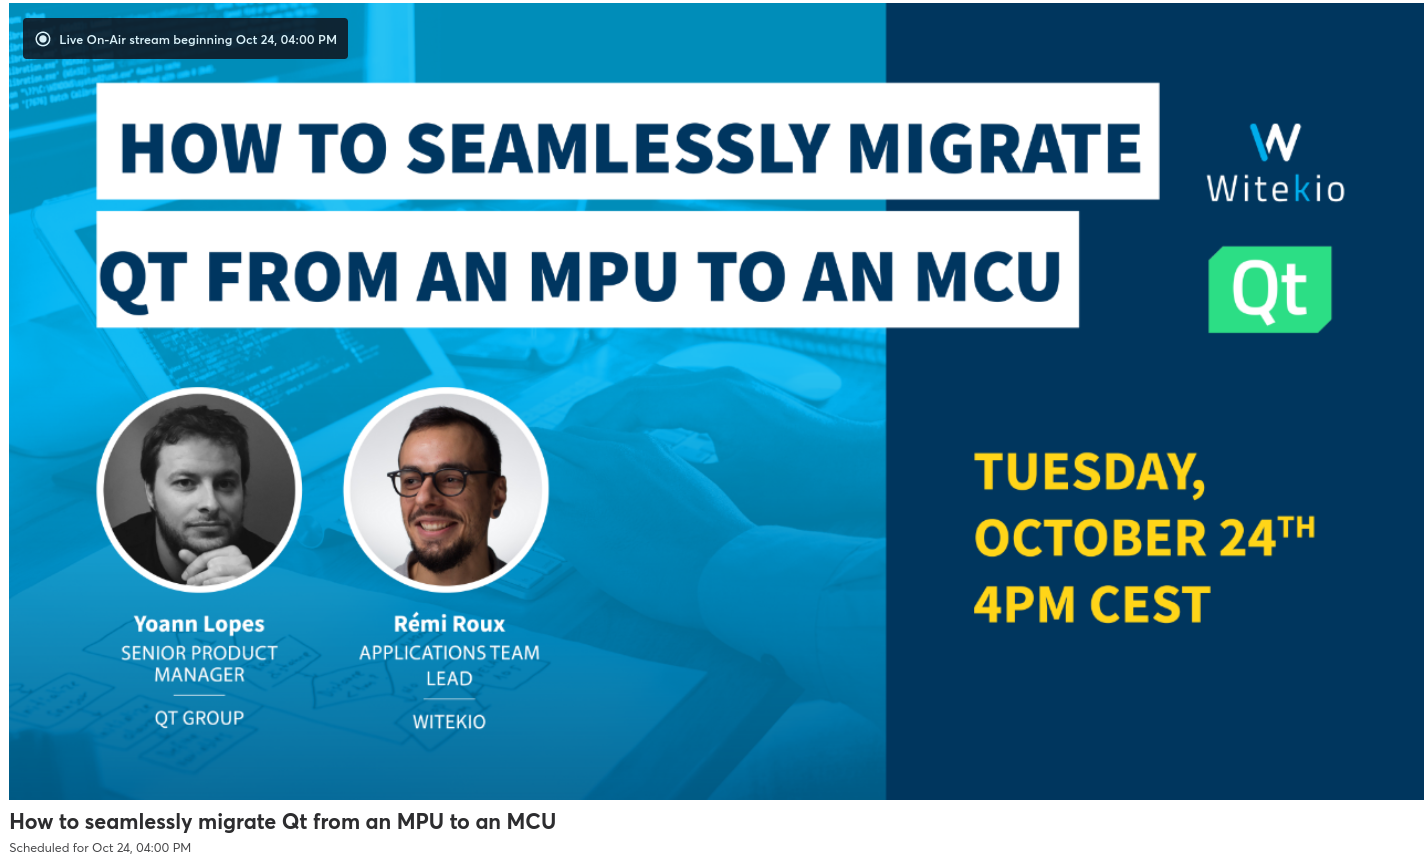 Live On-Air stream beginning Oct 24, 04:00 PM
HOW TO SEAMLESSLY MIGRATE
QT FROM AN MPU TO AN MCU
Witekio
Qt
TUESDAY,
OCTOBER 24TH
4PM CEST
Yoann Lopes
SENIOR PRODUCT
MANAGER
QT GROUP
Rémi Roux
APPLICATIONS TEAM
LEAD
WITEKIO
How to seamlessly migrate Qt from an MPU to an MCU
Scheduled for Oct 24, 04:00 PM